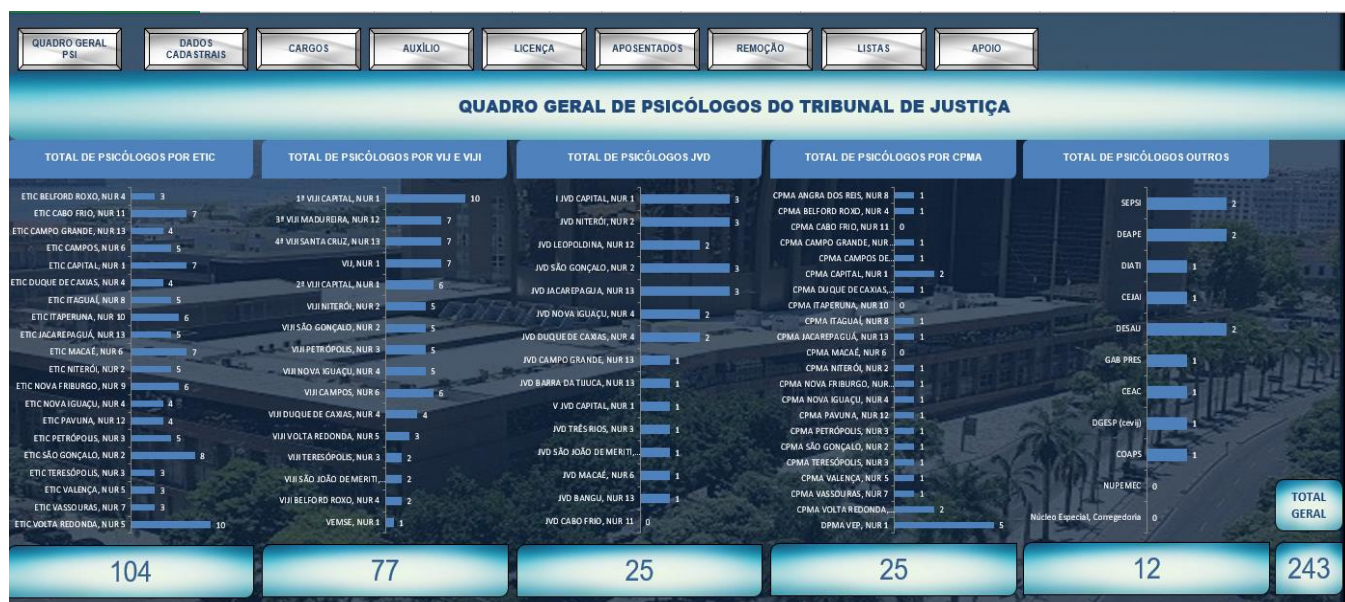 QUADRO GERAL
PSI
DADOS
CADASTRAIS
CARGOS
AUXÍLIO
LICENÇA
APOSENTADOS
REMOÇÃO
LISTAS
APOIO
QUADRO GERAL DE PSICÓLOGOS DO TRIBUNAL DE JUSTIÇA
TOTAL DE PSICÓLOGOS POR ETIC
ETIC BELFORD ROXO, NUR 4 3
ETIC CABO FRIO, NUR 11 7
ETIC CAMPO GRANDE, NUR 13 4
ETIC CAMPOS, NUR 6 5
ETIC CAPITAL, NUR 1 7
ETIC DUQUE DE CAXIAS, NUR 4 4
ETIC ITAGUAÍ, NUR 8 5
ETIC ITAPERUNA, NUR 10 6
ETIC JACAREPAGUÁ, NUR 13 5
ETIC MACAÉ, NUR 6 7
ETIC NITERÓI, NUR 2 5
ETIC NOVA FRIBURGO, NUR 9 6
ETIC NOVA IGUAÇU, NUR 4 4
ETIC PAVUNA, NUR 12 4
ETIC PETRÓPOLIS, NUR 3 5
ETIC SÃO GONÇALO, NUR 2 8
ETIC TERESÓPOLIS, NUR 3 3
ETIC VALENÇA, NUR 5 3
ETIC VASSOURAS, NUR 7 3
ETIC VOLTA REDONDA, NUR 5 10
104
TOTAL DE PSICÓLOGOS POR VIJ E VIJI
1ª VIJI CAPITAL, NUR 1 10
3ª VIJI MADUREIRA, NUR 12 7
4ª VIJI SANTA CRUZ, NUR 13 7
VIJ, NUR 1 7
2ª VIJI CAPITAL, NUR 1 6
VIJI NITERÓI, NUR 2 5
VIJI SÃO GONÇALO, NUR 2 5
VIJI PETRÓPOLIS, NUR 3 5
VIJI NOVA IGUAÇU, NUR 4 5
VIJI CAMPOS, NUR 6 6
VIJI DUQUE DE CAXIAS, NUR 4 4
VIJI VOLTA REDONDA, NUR 5 3
VIJI TERESÓPOLIS, NUR 3 2
VIJI SÃO JOÃO DE MERITI,... 2
VIJI BELFORD ROXO, NUR 4 2
VEMSE, NUR 1 1
77
TOTAL DE PSICÓLOGOS JVD
I JVD CAPITAL, NUR 1 3
JVD NITERÓI, NUR 2 3
JVD LEOPOLDINA, NUR 12 2
JVD SÃO GONÇALO, NUR 2 3
JVD JACAREPAGUA, NUR 13 3
JVD NOVA IGUAÇU, NUR 4 2
JVD DUQUE DE CAXIAS, NUR 4 2
JVD CAMPO GRANDE, NUR 13 1
JVD BARRA DA TIJUCA, NUR 13 1
V JVD CAPITAL, NUR 1 1
JVD TRÊS RIOS, NUR 3 1
JVD SÃO JOÃO DE MERITI,... 1
JVD MACAÉ, NUR 6 1
JVD BANGU, NUR 13 1
JVD CABO FRIO, NUR 11 0
25
TOTAL DE PSICÓLOGOS POR CPMA
CPMA ANGRA DOS REIS, NUR 8 1
CPMA BELFORD ROXO, NUR 4 1
CPMA CABO FRIO, NUR 11 0
CPMA CAMPO GRANDE, NUR... 1
CPMA CAMPOS DE... 1
CPMA CAPITAL, NUR 1 2
CPMA DUQUE DE CAXIAS,... 1
CPMA ITAPERUNA, NUR 10 0
CPMA ITAGUAÍ, NUR 8 1
CPMA JACAREPAGUÁ, NUR 13 1
CPMA MACAÉ, NUR 6 0
CPMA NITERÓI, NUR 2 1
CPMA NOVA FRIBURGO, NUR... 1
CPMA NOVA IGUAÇU, NUR 4 1
CPMA PAVUNA, NUR 12 1
CPMA PETRÓPOLIS, NUR 3 1
CPMA SÃO GONÇALO, NUR 2 1
CPMA TERESÓPOLIS, NUR 3 1
CPMA VALENÇA, NUR 5 1
CPMA VASSOURAS, NUR 7 1
CPMA VOLTA REDONDA,... 2
DPMA VEP, NUR 1 5
25
TOTAL DE PSICÓLOGOS OUTROS
SEPSI 2
DEAPE 2
DIATI 1
CEJAI 1
DESAU 2
GAB PRES 1
CEAC 1
DGESP (cevij) 1
COAPS 1
NUPEMEC 0
Núcleo Especial, Corregedoria 0
12
TOTAL
GERAL
243